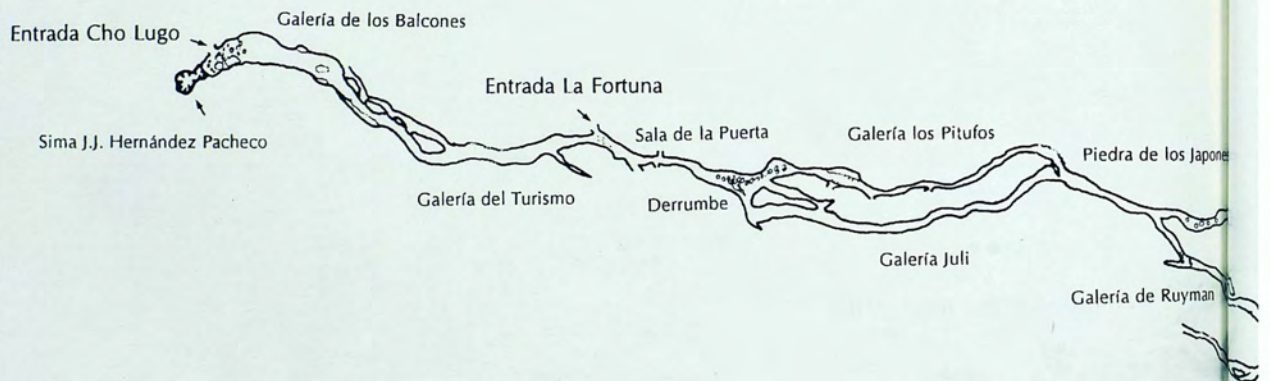 Galería de los Balcones
Entrada Cho Lugo
Entrada La Fortuna
Sima J.J. Hernández Pacheco
Sala de la Puerta
Galería los Pitufos
Piedra de los Japone
Galería del Turismo
Derrumbe
Galería Juli
Galería de Ruyman